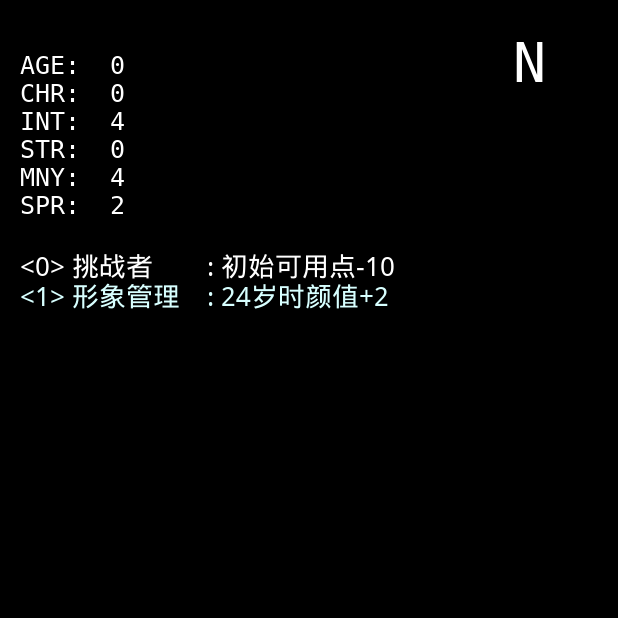 N
AGE: 0
CHR: 0
INT: 4
STR: 0
MNY: 4
SPR: 2
<0> 挑战者 : 初始可用点-10
<1> 形象管理 : 24岁时颜值+2